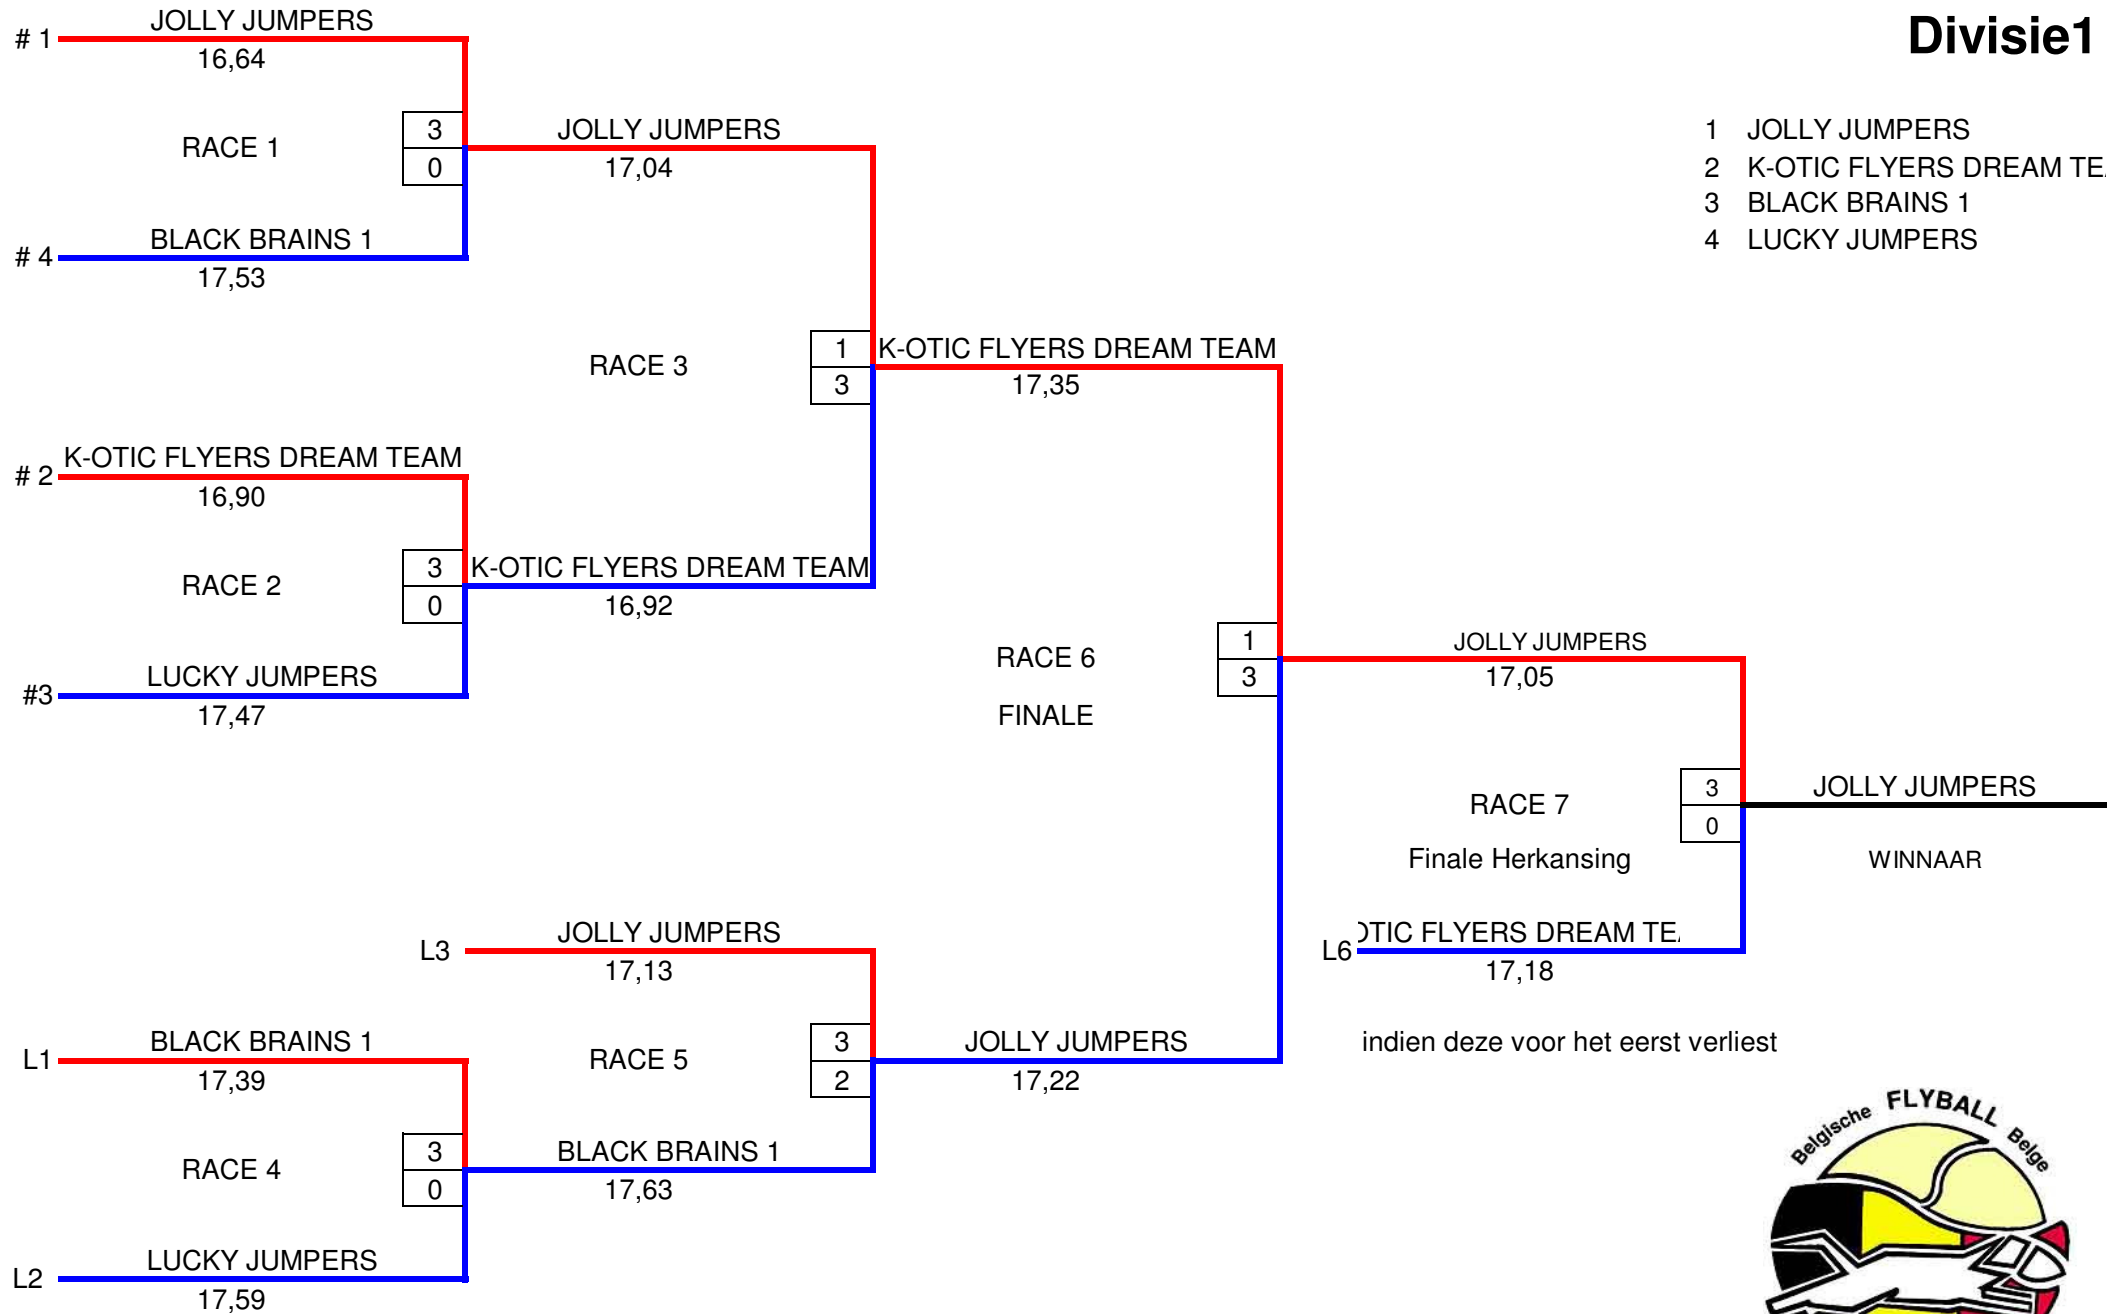 Divisie1
1 JOLLY JUMPERS
2 K-OTIC FLYERS DREAM TE
3 BLACK BRAINS 1
4 LUCKY JUMPERS
# 1 JOLLY JUMPERS
16,64
RACE 1
3
0
# 4 BLACK BRAINS 1
17,53
JOLLY JUMPERS
17,04
RACE 3
1
3
# 2 K-OTIC FLYERS DREAM TEAM
16,90
RACE 2
3
0
#3 LUCKY JUMPERS
17,47
K-OTIC FLYERS DREAM TEAM
16,92
K-OTIC FLYERS DREAM TEAM
17,35
RACE 6
FINALE
1
3
JOLLY JUMPERS
17,05
RACE 7
Finale Herkansing
3
0
JOLLY JUMPERS
WINNAAR
L6 OTIC FLYERS DREAM TE
17,18
indien deze voor het eerst verliest
L3 JOLLY JUMPERS
17,13
RACE 5
3
2
JOLLY JUMPERS
17,22
L1 BLACK BRAINS 1
17,39
RACE 4
3
0
BLACK BRAINS 1
17,63
L2 LUCKY JUMPERS
17,59
Belgische FLYBALL Belge